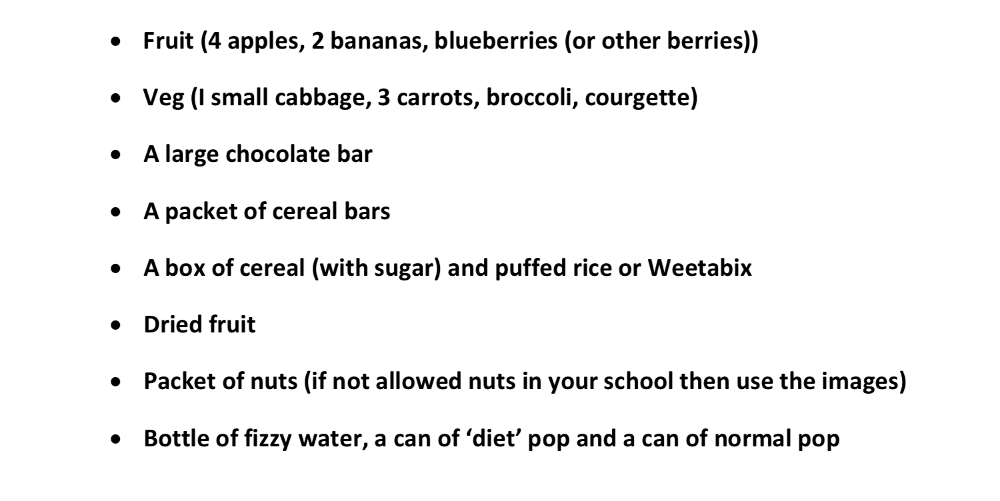 • Fruit (4 apples, 2 bananas, blueberries (or other berries))
• Veg (I small cabbage, 3 carrots, broccoli, courgette)
• A large chocolate bar
• A packet of cereal bars
• A box of cereal (with sugar) and puffed rice or Weetabix
• Dried fruit
• Packet of nuts (if not allowed nuts in your school then use the images)
• Bottle of fizzy water, a can of ‘diet’ pop and a can of normal pop